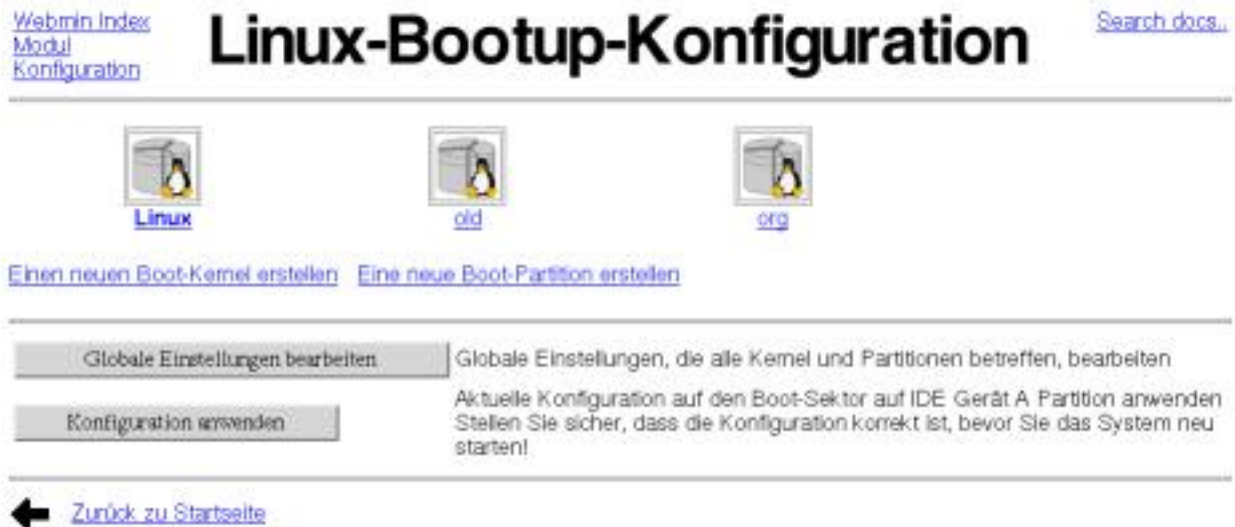 Webmin Index
Modul
Konfiguration
Linux-Bootup-Konfiguration
Search docs..
Linux
old
org
Einen neuen Boot-Kernel erstellen Eine neue Boot-Partition erstellen
Globale Einstellungen bearbeiten
Globale Einstellungen, die alle Kernel und Partitionen betreffen, bearbeiten
Konfiguration anwenden
Aktuelle Konfiguration auf den Boot-Sektor auf IDE Gerät A Partition anwenden
Stellen Sie sicher, dass die Konfiguration korrekt ist, bevor Sie das System neu
starten!
Zurück zu Startseite